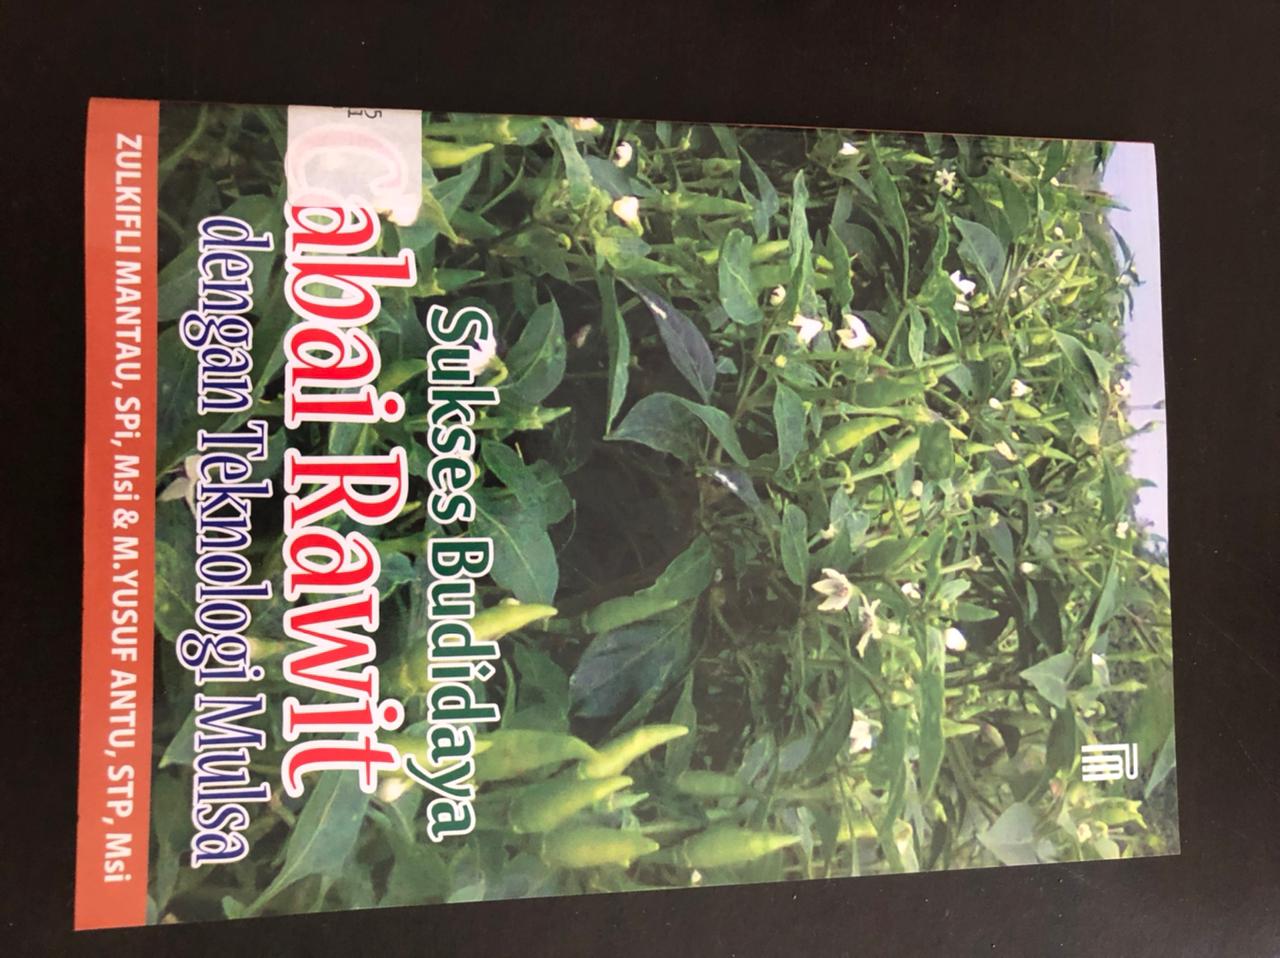 Sukses Budidaya
Cabai Rawit
dengan Teknologi Mulsa
ZULKIFLI MANTAU, SPi, Msi & M.YUSUF ANTU, STP, Msi